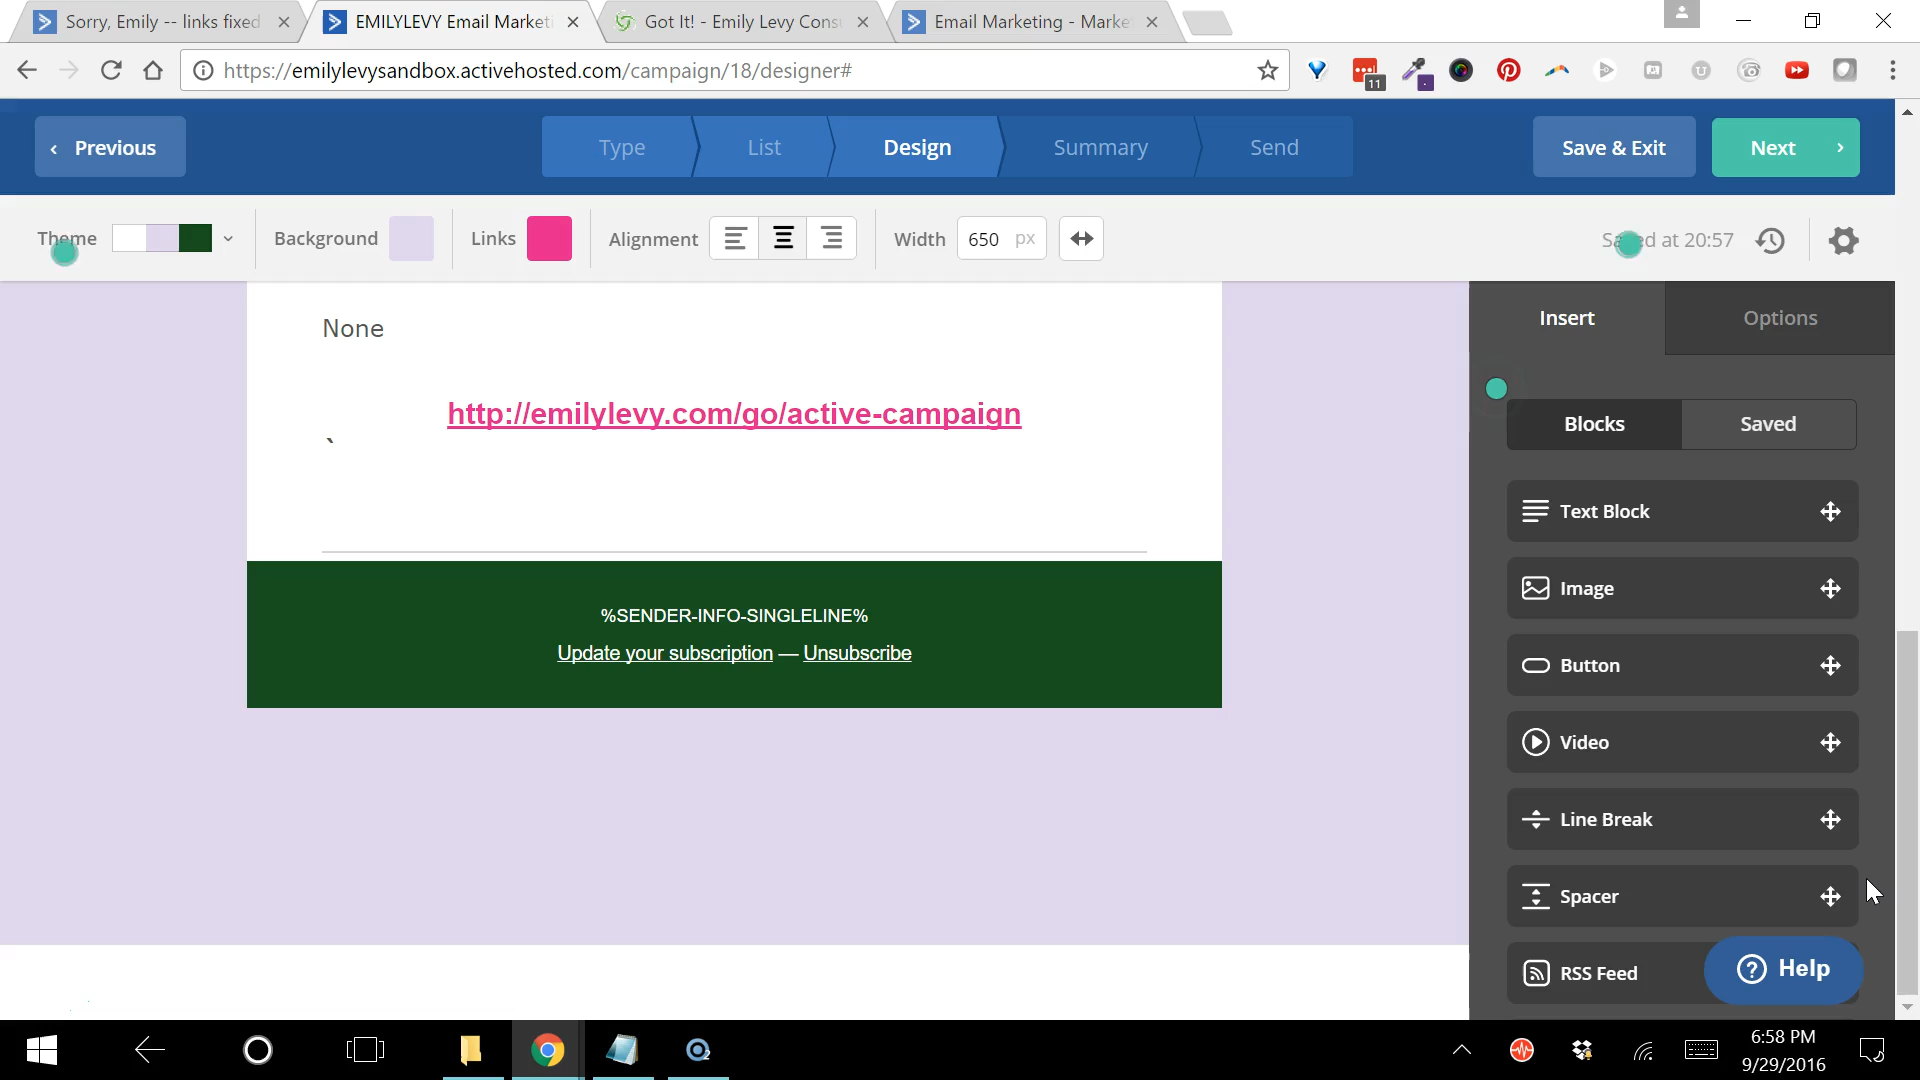 Sorry, Emily -- links fixed
EMILYLEVY Email Marketi
Got It! - Emily Levy Cons
Email Marketing - Marke
https://emilylevysandbox.activehosted.com/campaign/18/designer#
11
Previous
Type
List
Design
Summary
Send
Save & Exit
Next
Theme
Background
Links
Alignment
Width
650 px
Saved at 20:57
Insert
Options
None
http://emilylevy.com/go/active-campaign
`
Blocks
Saved
Text Block
Image
Button
Video
Line Break
Spacer
RSS Feed
Help
%SENDER-INFO-SINGLELINE%
Update your subscription — Unsubscribe
6:58 PM
9/29/2016